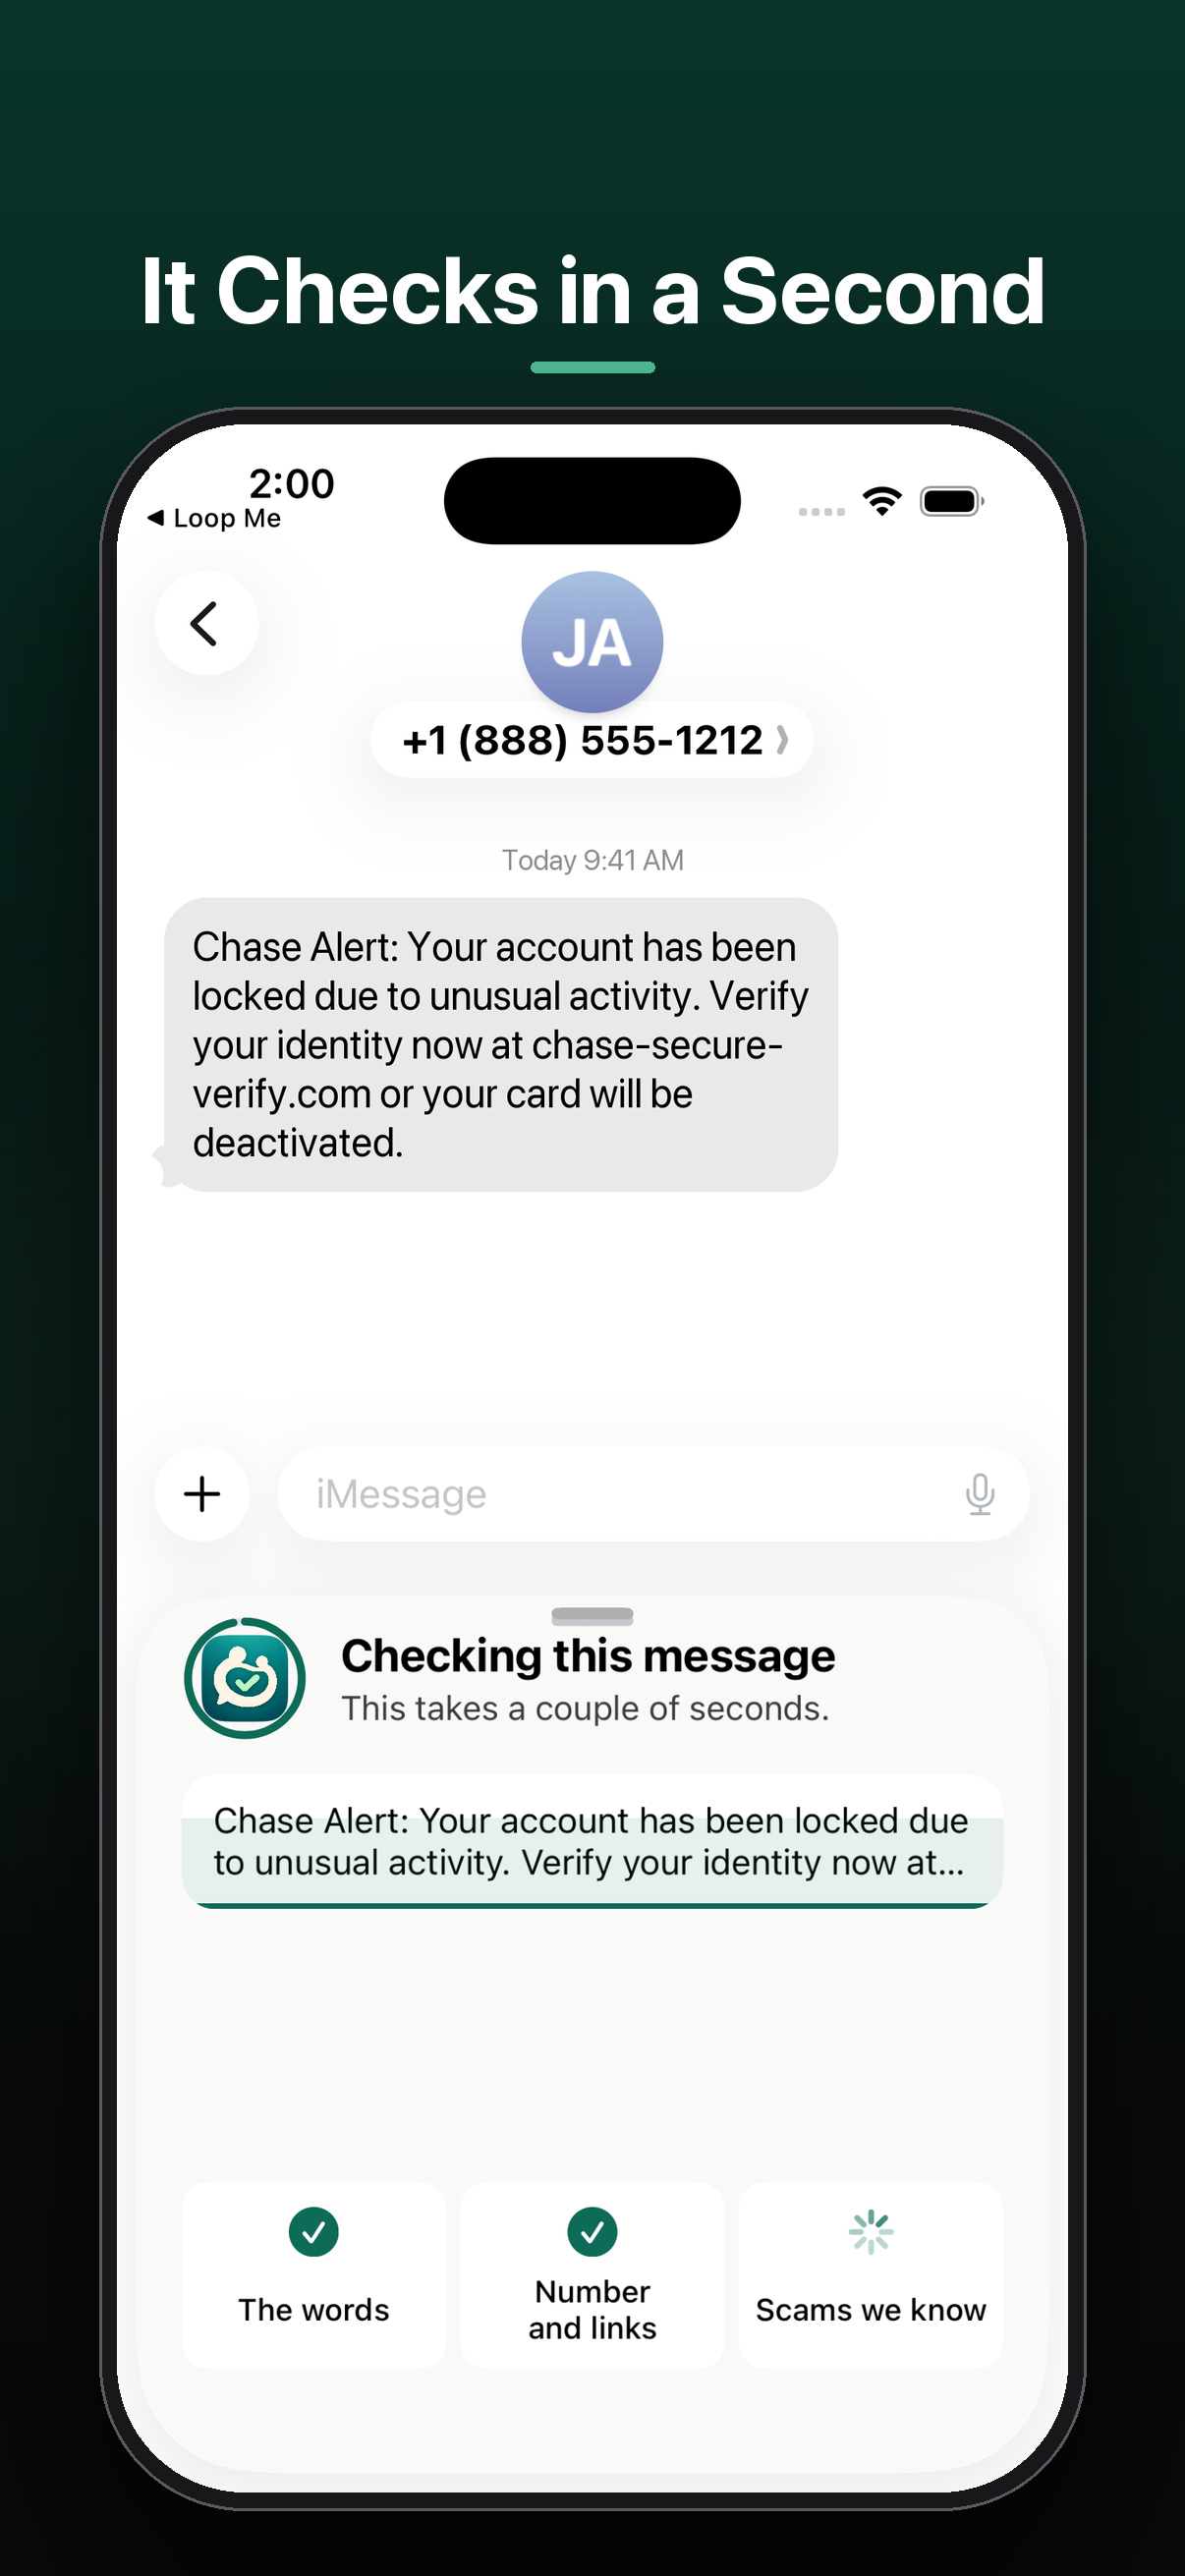 It Checks in a Second
2:00
Loop Me
JA
+1 (888) 555-1212
Today 9:41 AM
Chase Alert: Your account has been
locked due to unusual activity. Verify
your identity now at chase-secure-
verify.com or your card will be
deactivated.
iMessage
Checking this message
This takes a couple of seconds.
Chase Alert: Your account has been locked due
to unusual activity. Verify your identity now at...
The words
Number
and links
Scams we know